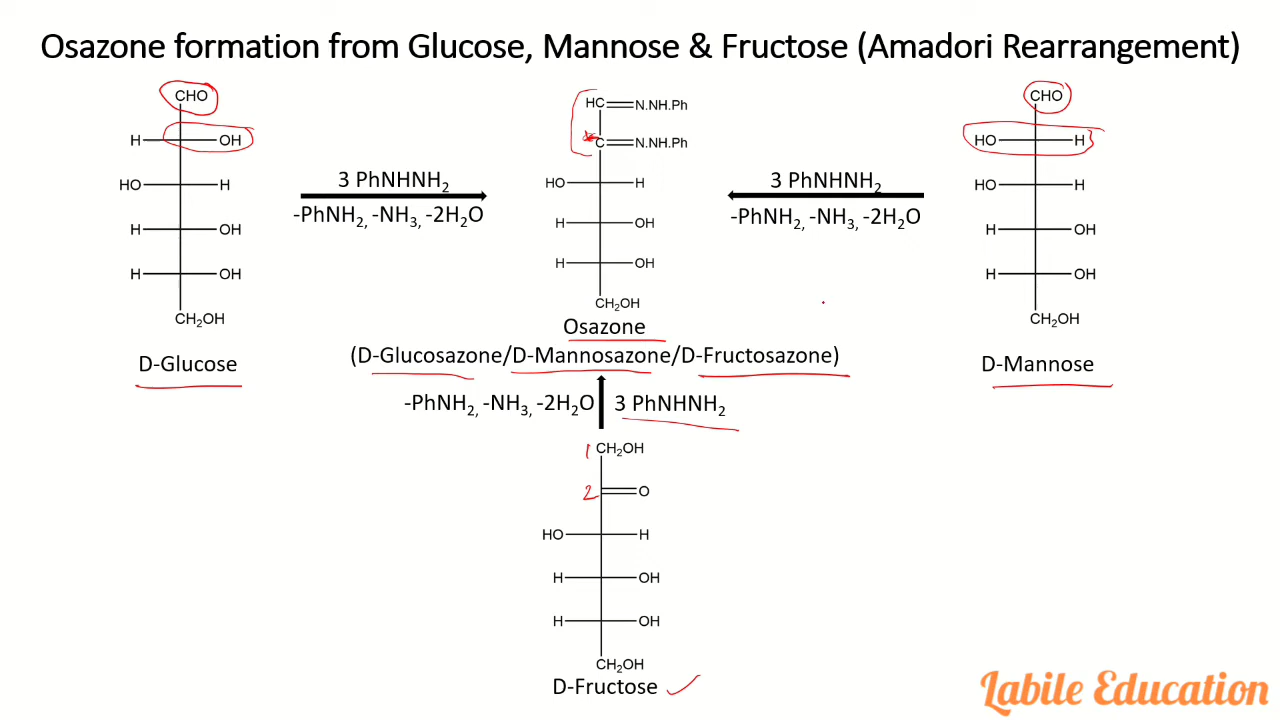 Osazone formation from Glucose, Mannose & Fructose (Amadori Rearrangement)
CHO
H OH
HO H
H OH
H OH
CH₂OH
D-Glucose
3 PhNHNH₂
-PhNH₂, -NH₃, -2H₂O
HC N.NH.Ph
C N.NH.Ph
HO H
H OH
H OH
CH₂OH
Osazone
(D-Glucosazone/D-Mannosazone/D-Fructosazone)
3 PhNHNH₂
-PhNH₂, -NH₃, -2H₂O
CHO
HO H
HO H
H OH
H OH
CH₂OH
D-Mannose
-PhNH₂, -NH₃, -2H₂O 3 PhNHNH₂
1 CH₂OH
2 O
HO H
H OH
H OH
CH₂OH
D-Fructose
Labile Education